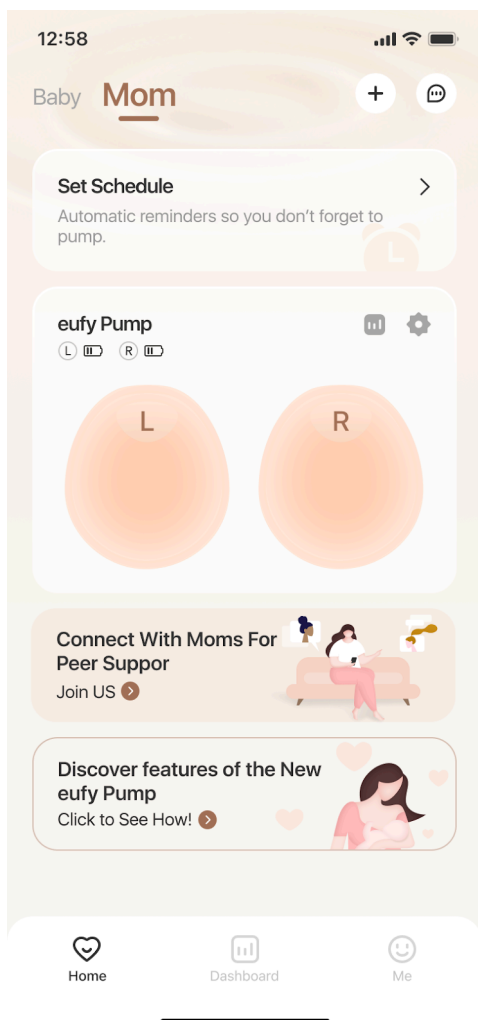 12:58
Baby Mom
Set Schedule
Automatic reminders so you don't forget to
pump.
eufy Pump
L R
L R
Connect With Moms For
Peer Suppor
Join US
Discover features of the New
eufy Pump
Click to See How!
Home Dashboard Me